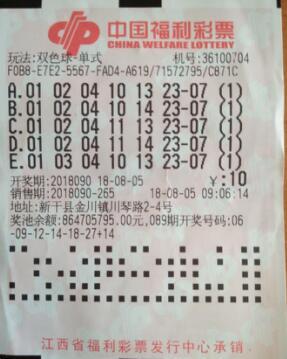 中国福利彩票
CHINA WELFARE LOTTERY
玩法:双色球-单式 机号:36100704
F0B8-E7E2-5567-FAD4-A619/71572795/C871C
A.01 02 04 10 13 23-07 (1)
B.01 02 04 10 14 23-07 (1)
C.01 02 04 11 13 23-07 (1)
D.01 02 04 11 14 23-07 (1)
E.01 03 04 10 13 23-07 (1)
开奖期:2018090 18-08-05 ¥:10
销售期:2018090-265 18-08-05 09:06:14
地址:新干县金川镇川琴路2-4号
奖池余额:864705795.00元,089期开奖号码:06
-09-12-14-18-27+14
江西省福利彩票发行中心承销